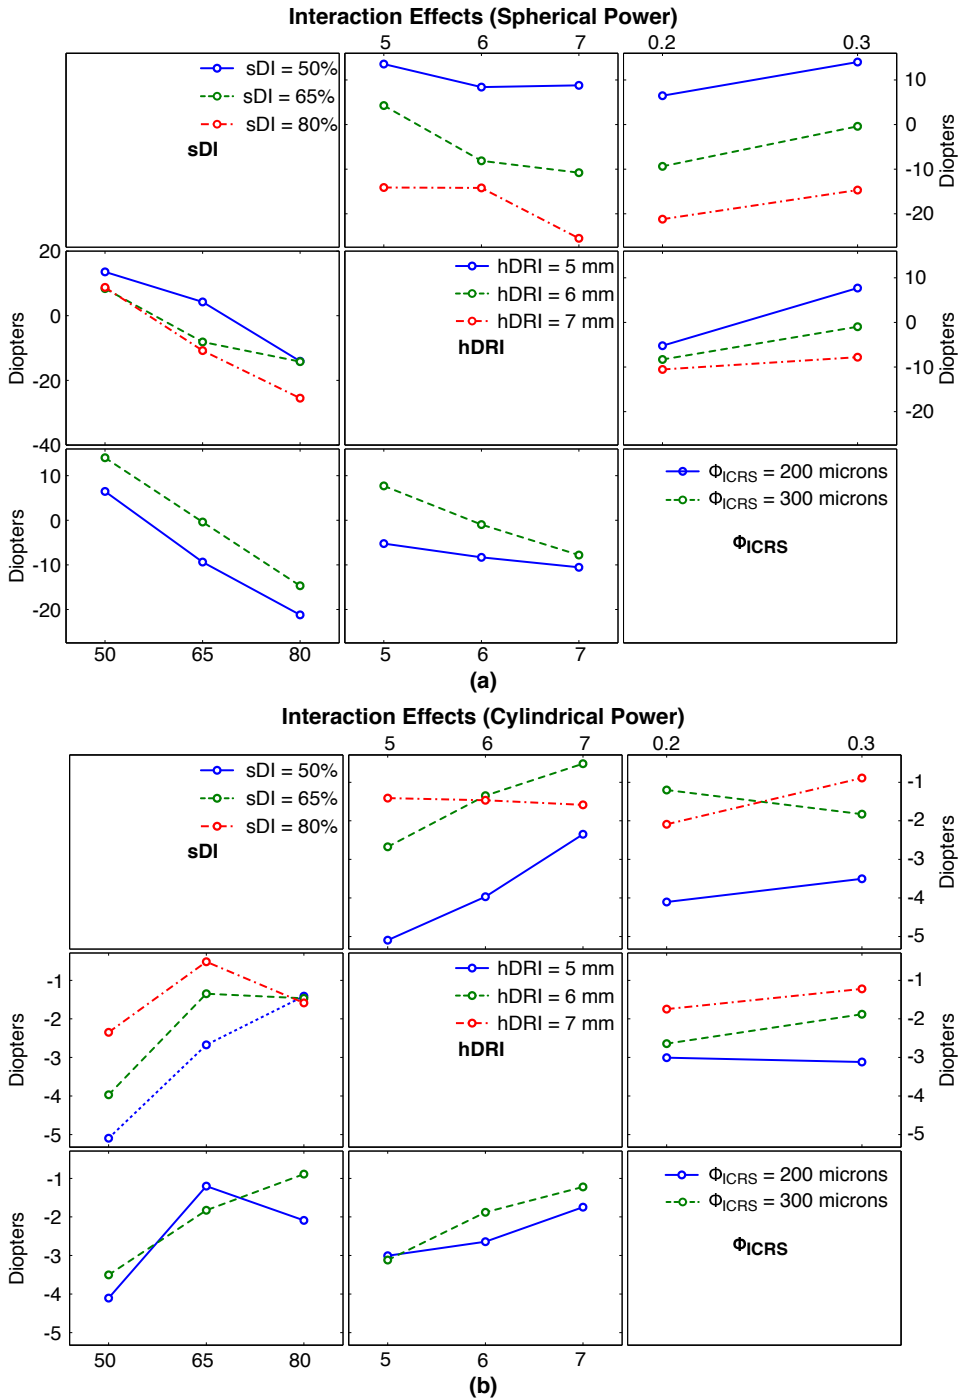 Interaction Effects (Spherical Power)
5 6 7 0.2 0.3
sDI = 50%
sDI = 65%
sDI = 80%
sDI
10
0
-10
-20
Diopters
20
0
-20
-40
Diopters
hDRI = 5 mm
hDRI = 6 mm
hDRI = 7 mm
hDRI
10
0
-10
-20
Diopters
10
0
-10
-20
Diopters
ΦICRS = 200 microns
ΦICRS = 300 microns
ΦICRS
50 65 80 5 6 7
(a)
Interaction Effects (Cylindrical Power)
5 6 7 0.2 0.3
sDI = 50%
sDI = 65%
sDI = 80%
sDI
-1
-2
-3
-4
-5
Diopters
-1
-2
-3
-4
-5
Diopters
hDRI = 5 mm
hDRI = 6 mm
hDRI = 7 mm
hDRI
-1
-2
-3
-4
-5
Diopters
-1
-2
-3
-4
-5
Diopters
ΦICRS = 200 microns
ΦICRS = 300 microns
ΦICRS
50 65 80 5 6 7
(b)